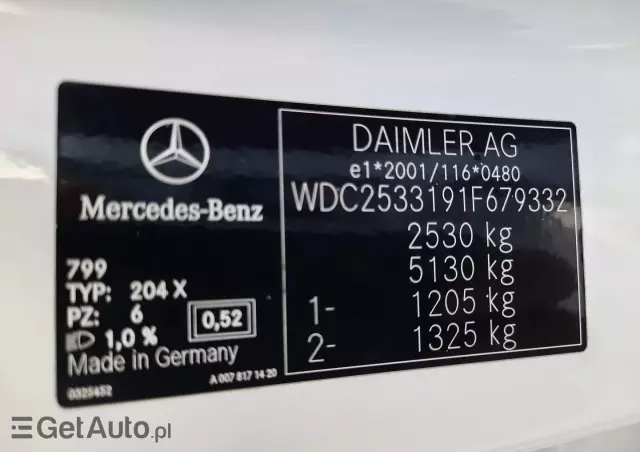 DAIMLER AG
e1*2001/116*0480
WDC2533191F679332
2530 kg
5130 kg
1- 1205 kg
2- 1325 kg
Mercedes-Benz
799
TYP: 204 X
PZ: 6
1,0 %
0,52
Made in Germany
A 007 817 14 20
0325452
GetAuto.pl